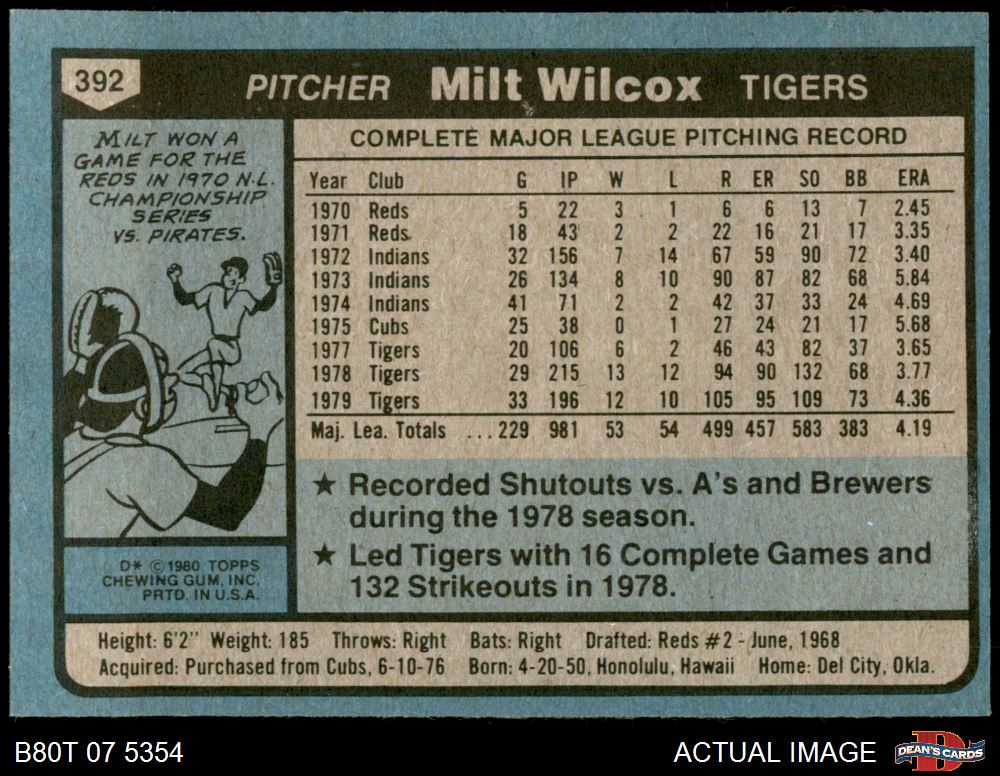 392 PITCHER Milt Wilcox TIGERS
MILT WON A
GAME FOR THE
REDS IN 1970 N.L.
CHAMPIONSHIP
SERIES
VS. PIRATES.
D* © 1980 TOPPS
CHEWING GUM, INC.
PRTD. IN U.S.A.
COMPLETE MAJOR LEAGUE PITCHING RECORD
Year Club G IP W L R ER SO BB ERA
1970 Reds 5 22 3 1 6 6 13 7 2.45
1971 Reds 18 43 2 2 22 16 21 17 3.35
1972 Indians 32 156 7 14 67 59 90 72 3.40
1973 Indians 26 134 8 10 90 87 82 68 5.84
1974 Indians 41 71 2 2 42 37 33 24 4.69
1975 Cubs 25 38 0 1 27 24 21 17 5.68
1977 Tigers 20 106 6 2 46 43 82 37 3.65
1978 Tigers 29 215 13 12 94 90 132 68 3.77
1979 Tigers 33 196 12 10 105 95 109 73 4.36
Maj. Lea. Totals ...229 981 53 54 499 457 583 383 4.19
★ Recorded Shutouts vs. A's and Brewers
during the 1978 season.
★ Led Tigers with 16 Complete Games and
132 Strikeouts in 1978.
Height: 6'2" Weight: 185 Throws: Right Bats: Right Drafted: Reds #2 - June, 1968
Acquired: Purchased from Cubs, 6-10-76 Born: 4-20-50, Honolulu, Hawaii Home: Del City, Okla.
B80T 07 5354 ACTUAL IMAGE DEAN'S CARDS